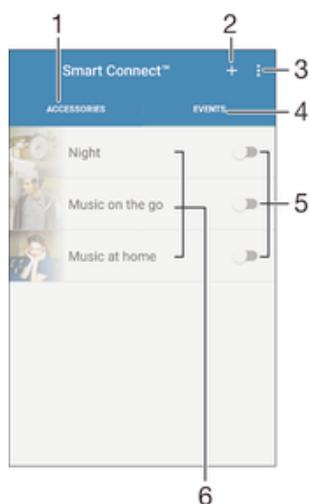 1
2
Smart Connect™ + 3
ACCESSORIES EVENTS 4
Night
Music on the go 5
Music at home
6